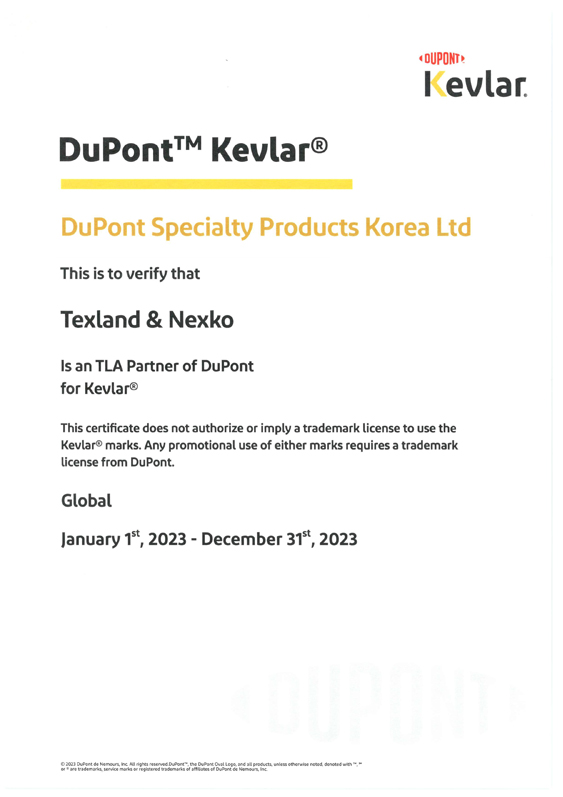 DUPONT
Kevlar®
DuPont™ Kevlar®
DuPont Specialty Products Korea Ltd
This is to verify that
Texland & Nexko
Is an TLA Partner of DuPont
for Kevlar®
This certificate does not authorize or imply a trademark license to use the
Kevlar® marks. Any promotional use of either marks requires a trademark
license from DuPont.
Global
January 1st, 2023 - December 31st, 2023
DUPONT
© 2023 DuPont de Nemours, Inc. All rights reserved.DuPont™, the DuPont Oval Logo, and all products, unless otherwise noted, denoted with ™, ℠
or ® are trademarks, service marks or registered trademarks of affiliates of DuPont de Nemours, Inc.